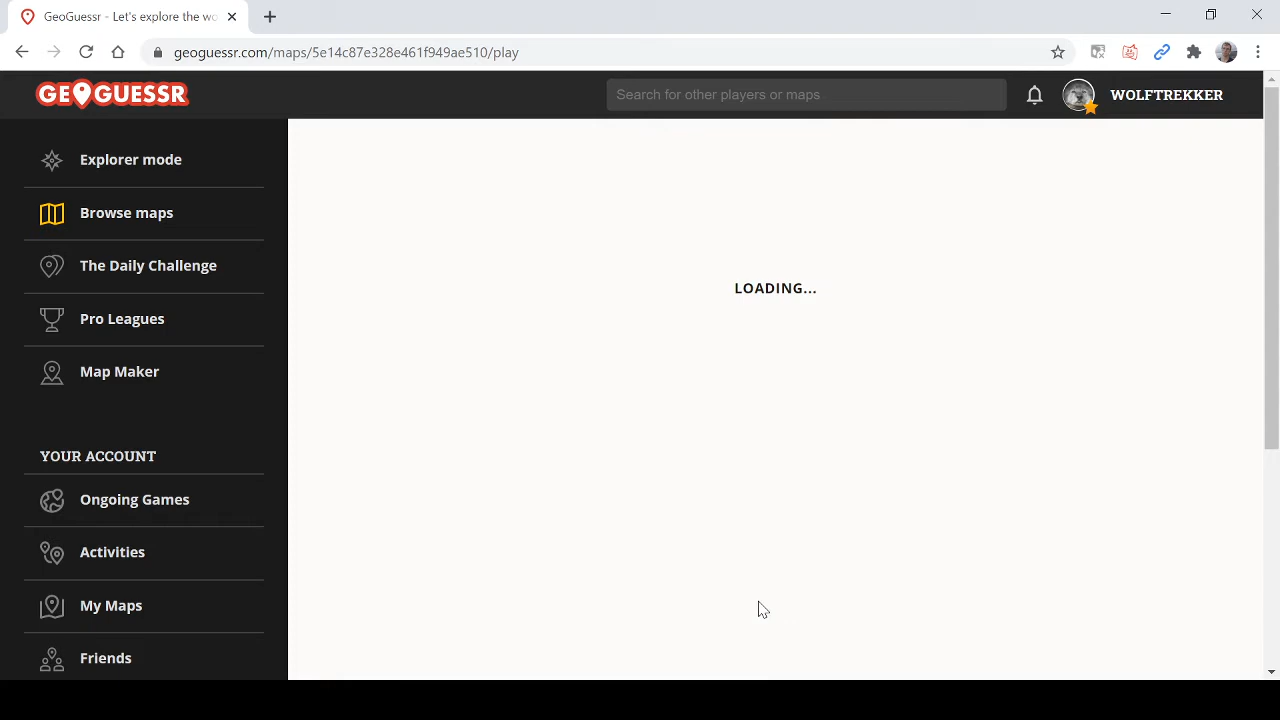 GeoGuessr - Let's explore the wo
geoguessr.com/maps/5e14c87e328e461f949ae510/play
GEOGUESSR
Search for other players or maps
WOLFTREKKER
Explorer mode
Browse maps
The Daily Challenge
Pro Leagues
Map Maker
YOUR ACCOUNT
Ongoing Games
Activities
My Maps
Friends
LOADING...